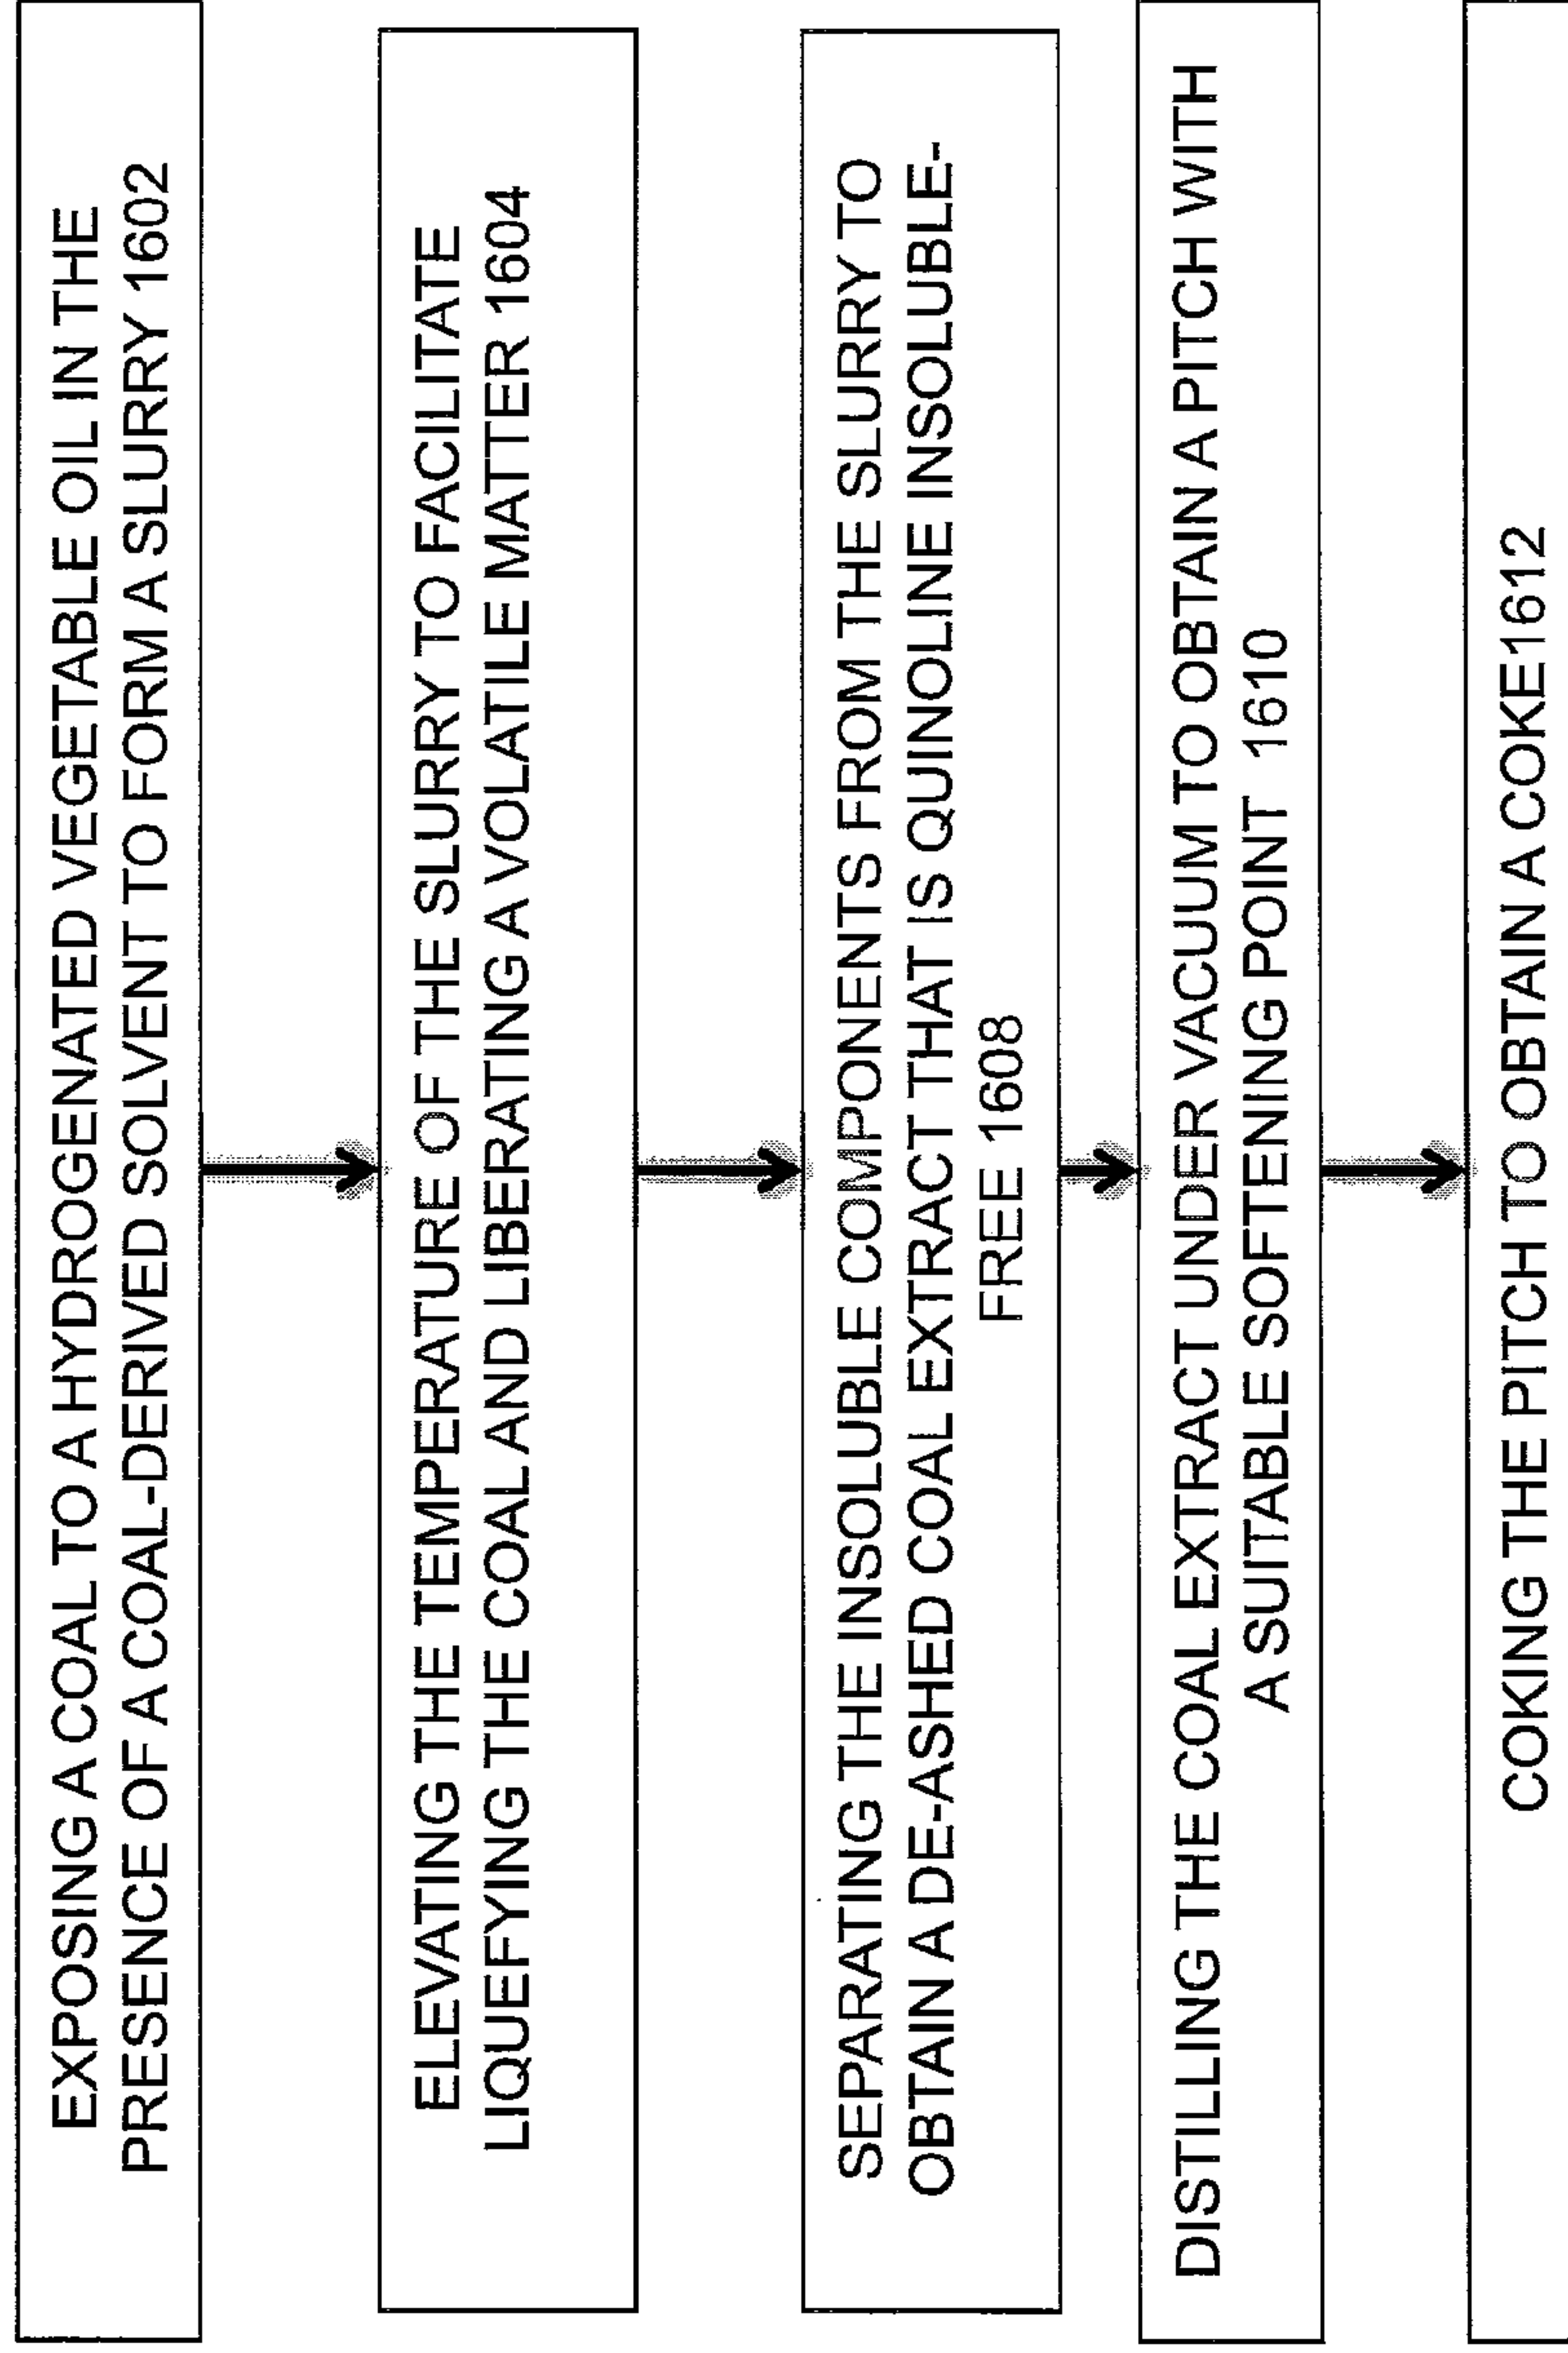 EXPOSING A COAL TO A HYDROGENATED VEGETABLE OIL IN THE
PRESENCE OF A COAL-DERIVED SOLVENT TO FORM A SLURRY 1602
ELEVATING THE TEMPERATURE OF THE SLURRY TO FACILITATE
LIQUEFYING THE COAL AND LIBERATING A VOLATILE MATTER 1604
SEPARATING THE INSOLUBLE COMPONENTS FROM THE SLURRY TO
OBTAIN A DE-ASHED COAL EXTRACT THAT IS QUINOLINE INSOLUBLE-
FREE 1608
DISTILLING THE COAL EXTRACT UNDER VACUUM TO OBTAIN A PITCH WITH
A SUITABLE SOFTENING POINT 1610
COKING THE PITCH TO OBTAIN A COKE1612